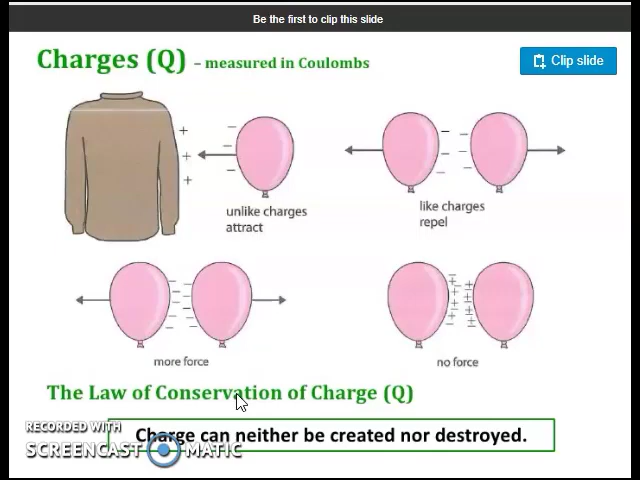 Be the first to clip this slide
Charges (Q) – measured in Coulombs
Clip slide
unlike charges
attract
like charges
repel
more force
no force
The Law of Conservation of Charge (Q)
Charge can neither be created nor destroyed.
RECORDED WITH
SCREENCAST MATIC